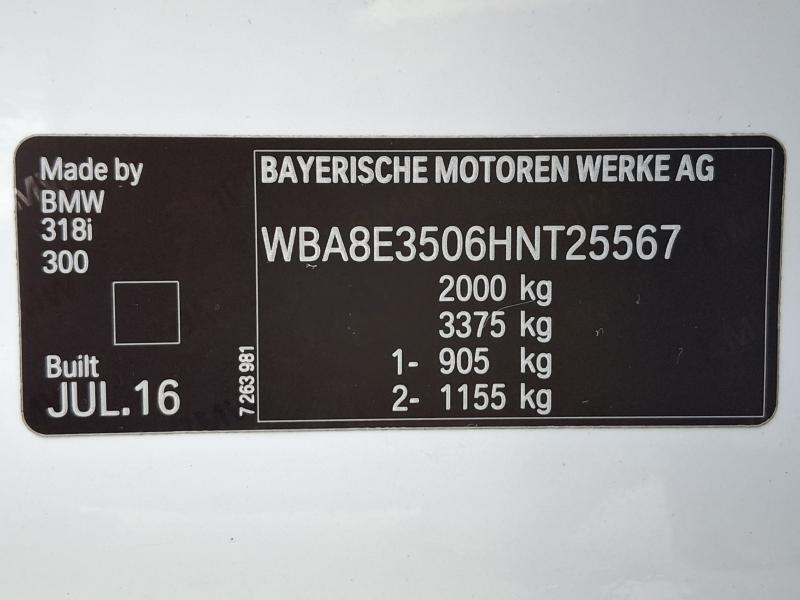 Made by
BMW
318i
300
Built
JUL.16
7 263 981
BAYERISCHE MOTOREN WERKE AG
WBA8E3506HNT25567
2000 kg
3375 kg
1- 905 kg
2- 1155 kg